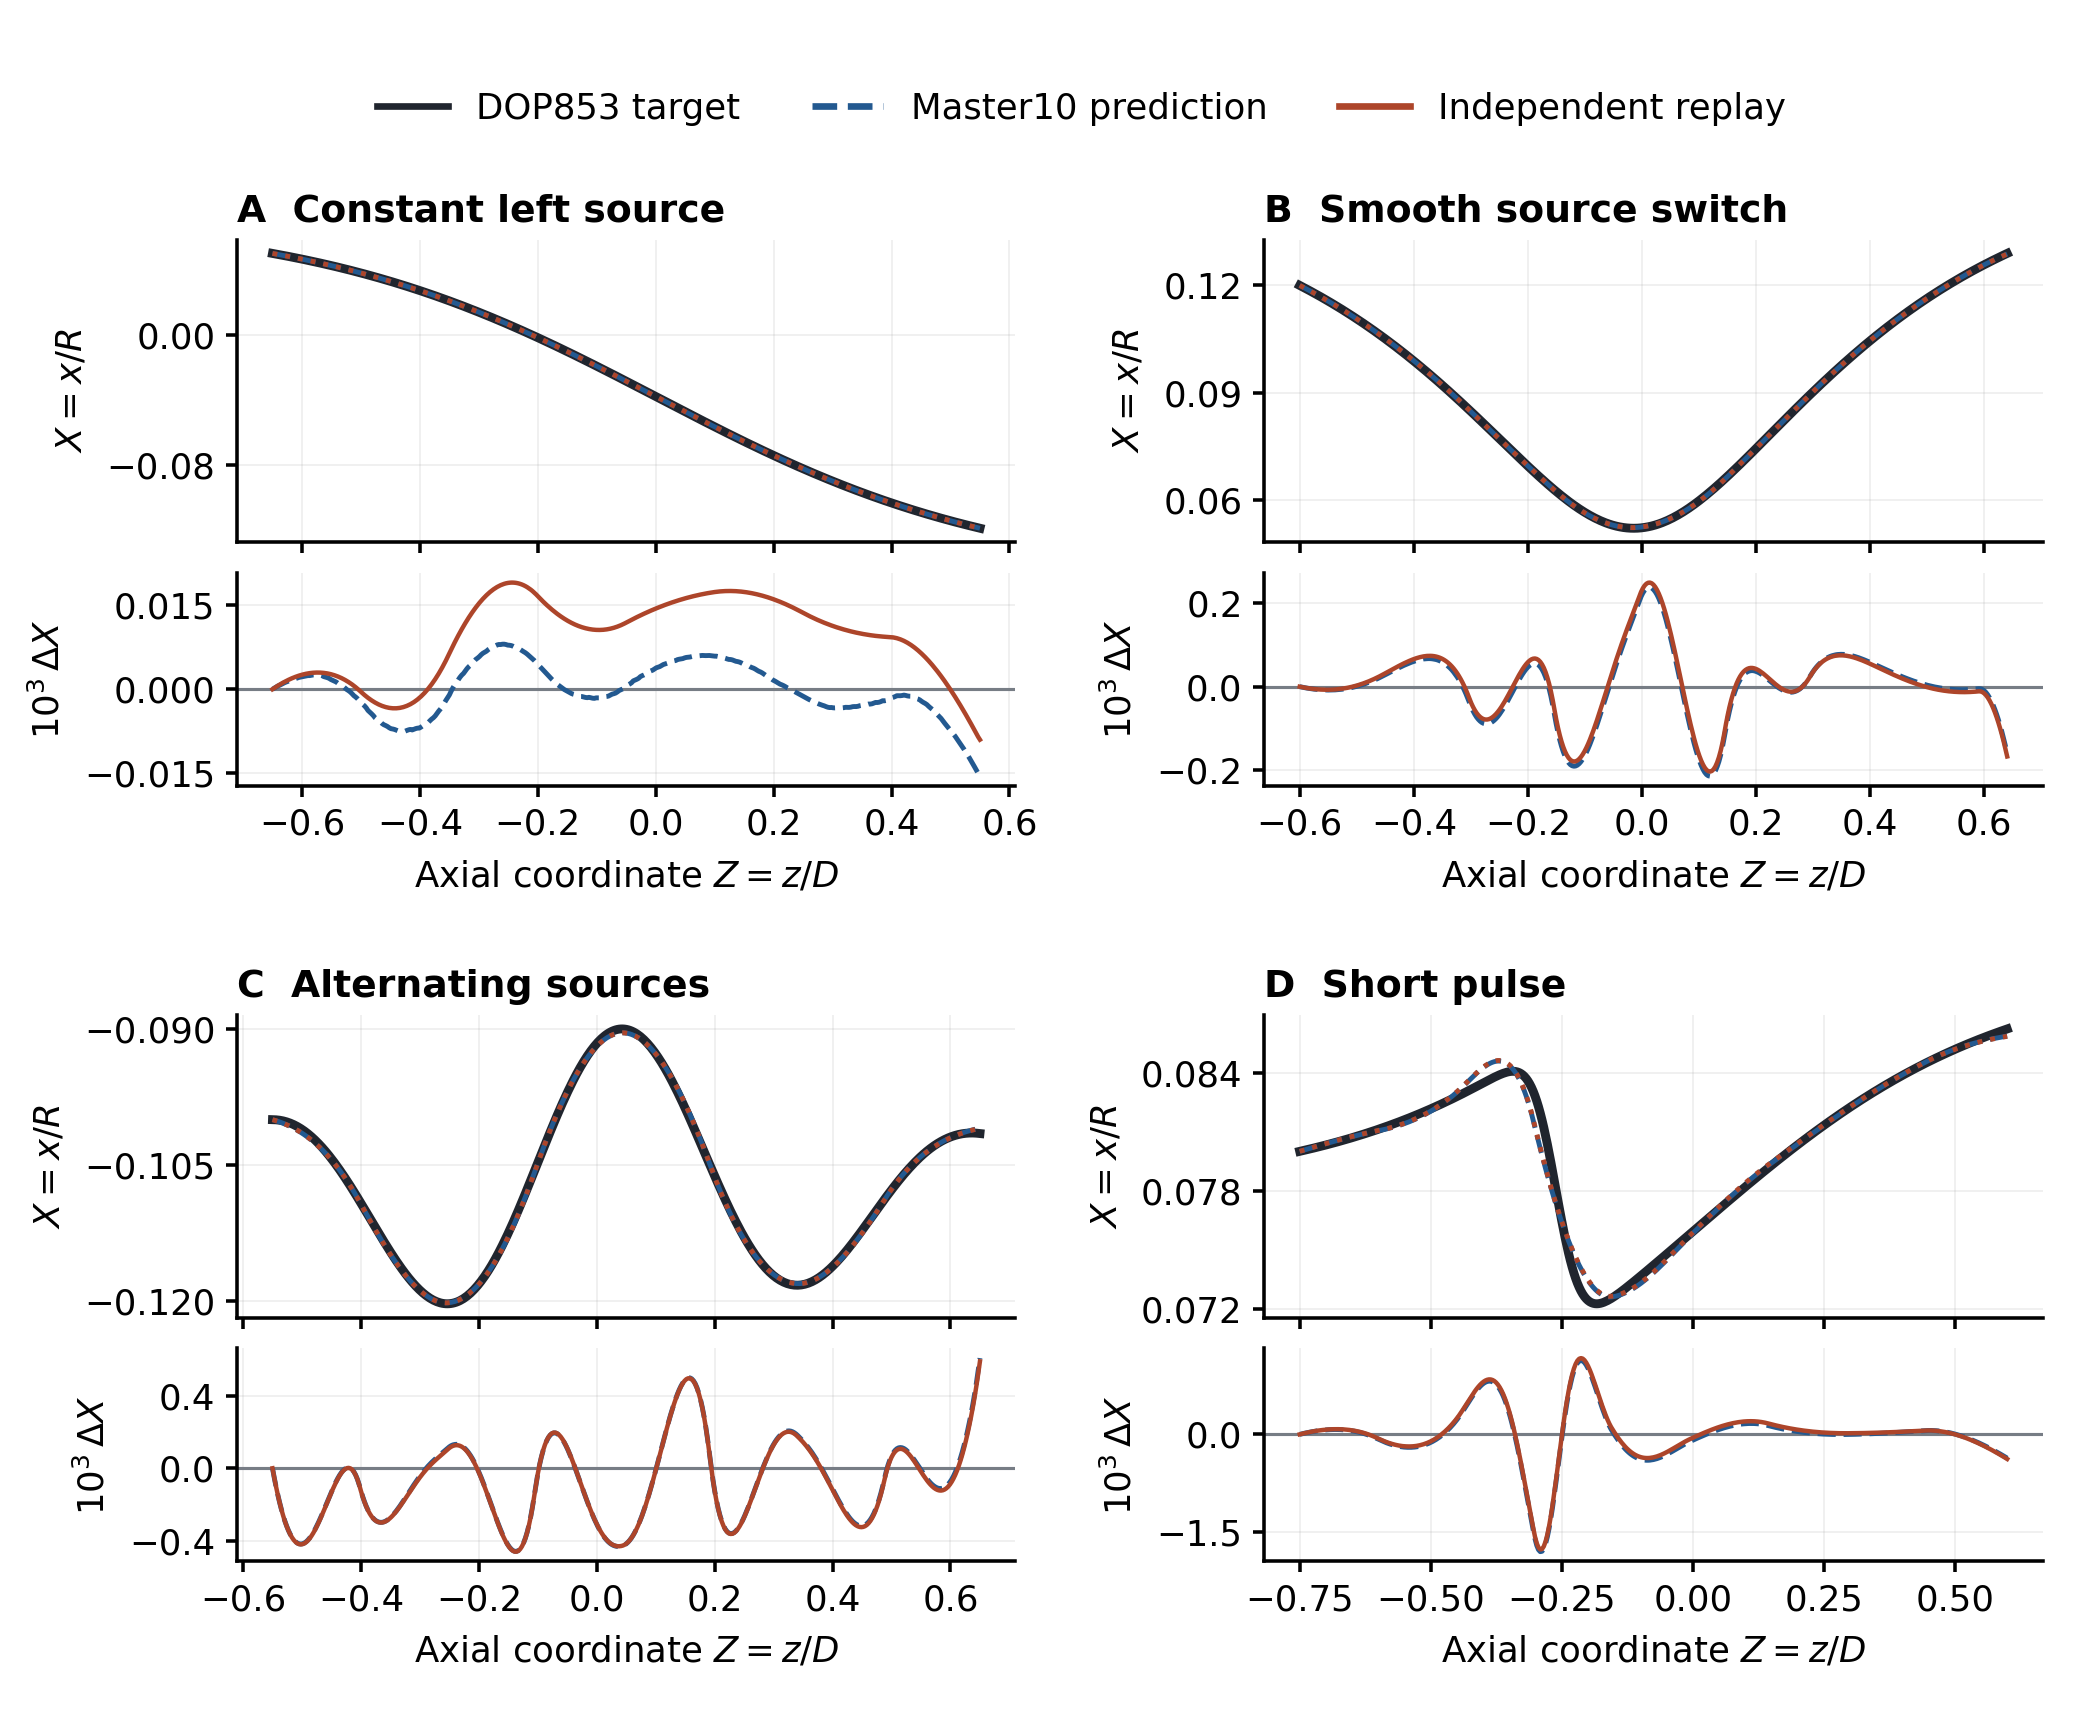 DOP853 target
Master10 prediction
Independent replay
A Constant left source
X = x/R
0.00
−0.08
10³ ΔX
0.015
0.000
−0.015
−0.6 −0.4 −0.2 0.0 0.2 0.4 0.6
Axial coordinate Z = z/D
B Smooth source switch
X = x/R
0.12
0.09
0.06
10³ ΔX
0.2
0.0
−0.2
−0.6 −0.4 −0.2 0.0 0.2 0.4 0.6
Axial coordinate Z = z/D
C Alternating sources
X = x/R
−0.090
−0.105
−0.120
10³ ΔX
0.4
0.0
−0.4
−0.6 −0.4 −0.2 0.0 0.2 0.4 0.6
Axial coordinate Z = z/D
D Short pulse
X = x/R
0.084
0.078
0.072
10³ ΔX
0.0
−1.5
−0.75 −0.50 −0.25 0.00 0.25 0.50
Axial coordinate Z = z/D